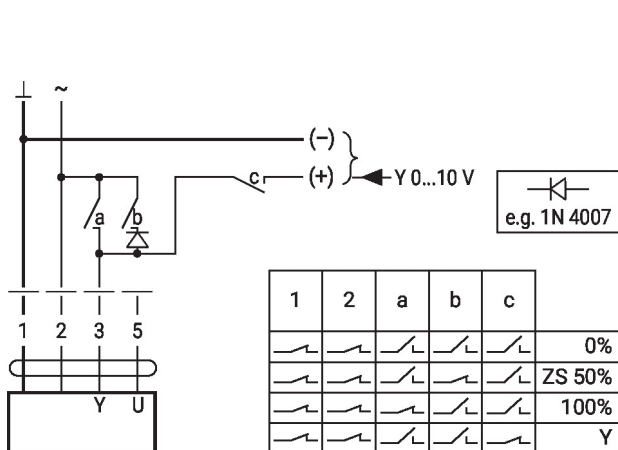 ⊥ ~
(–)
c (+) Y 0...10 V
a b
e.g. 1N 4007
1 2 3 5
Y U
1 2 a b c
0%
ZS 50%
100%
Y